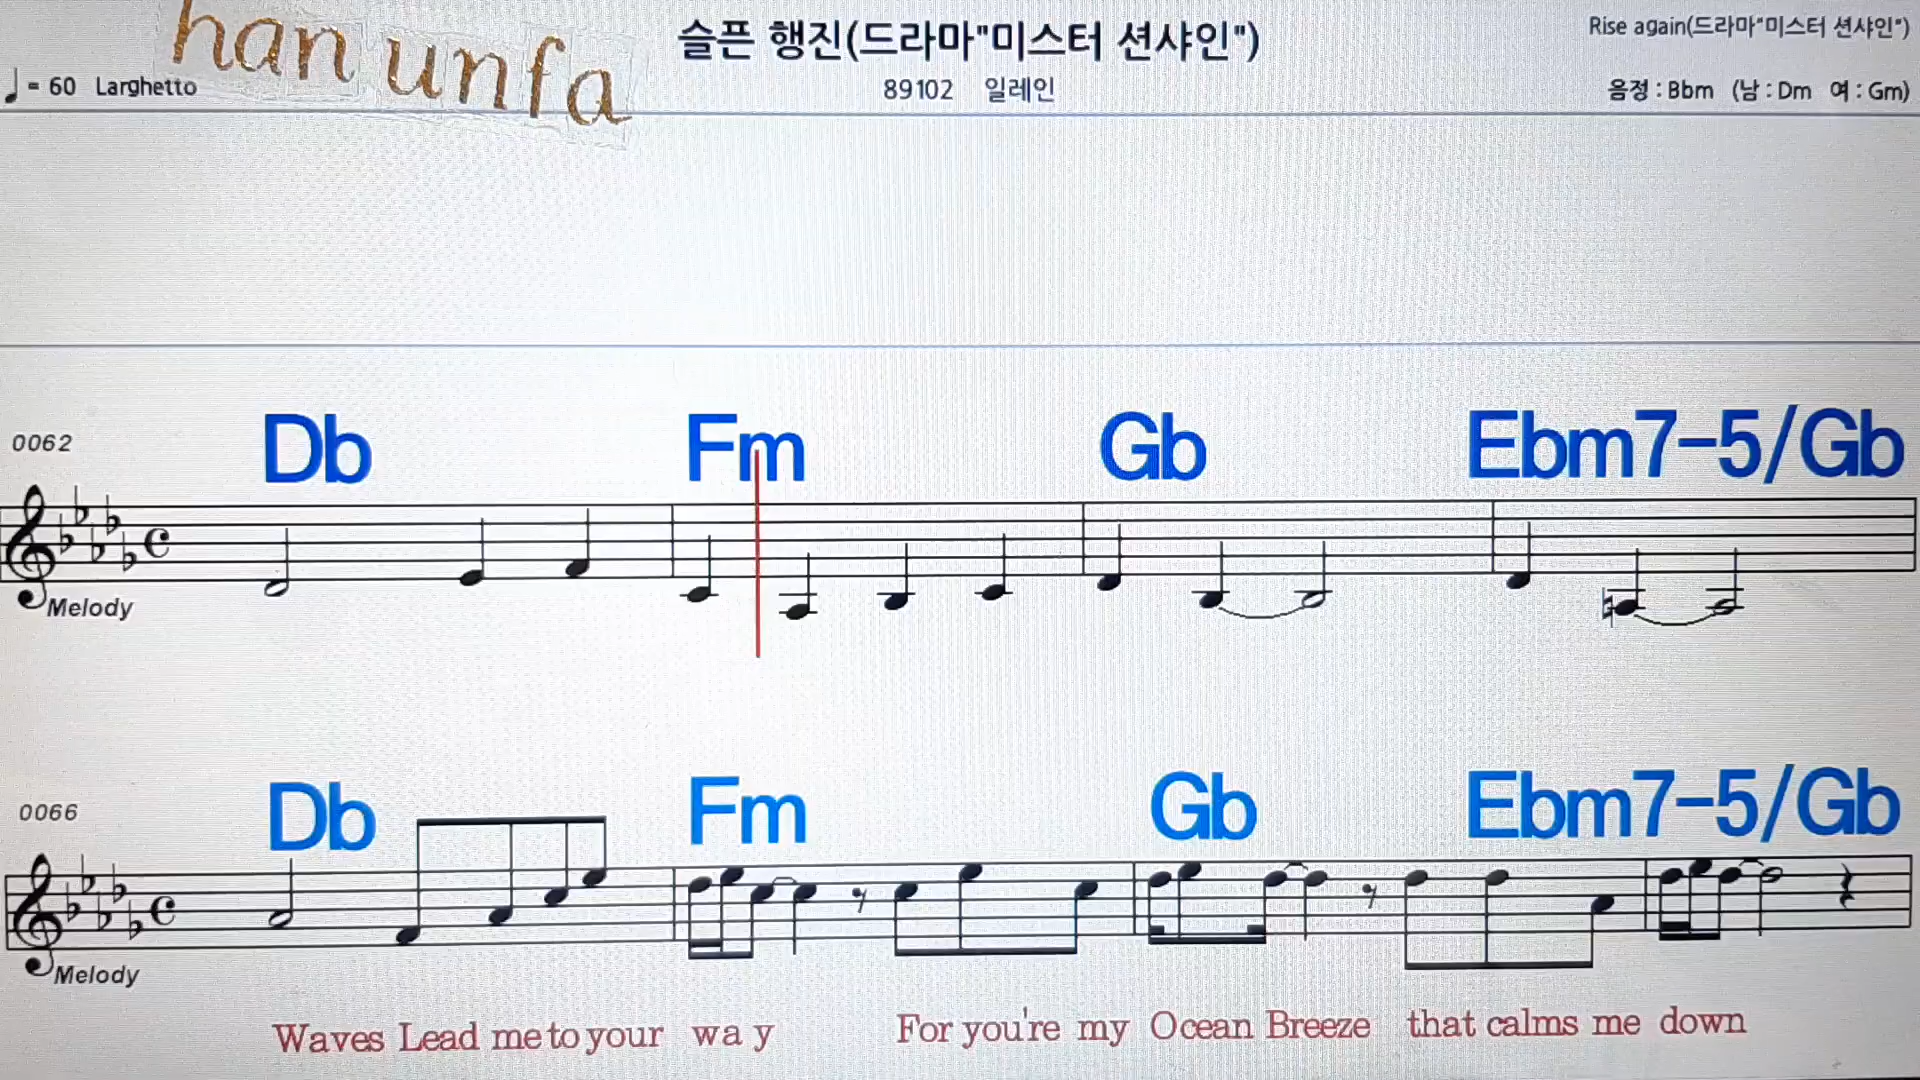 han unfa
슬픈 행진(드라마"미스터 션샤인")
Rise again(드라마"미스터 션샤인")
♩= 60 Larghetto
89102 일레인
음정 : Bbm (남 : Dm 여 : Gm)
0062
Db Fm Gb Ebm7-5/Gb
Melody
0066
Db Fm Gb Ebm7-5/Gb
Melody
Waves Lead me to your wa y For you're my Ocean Breeze that calms me down